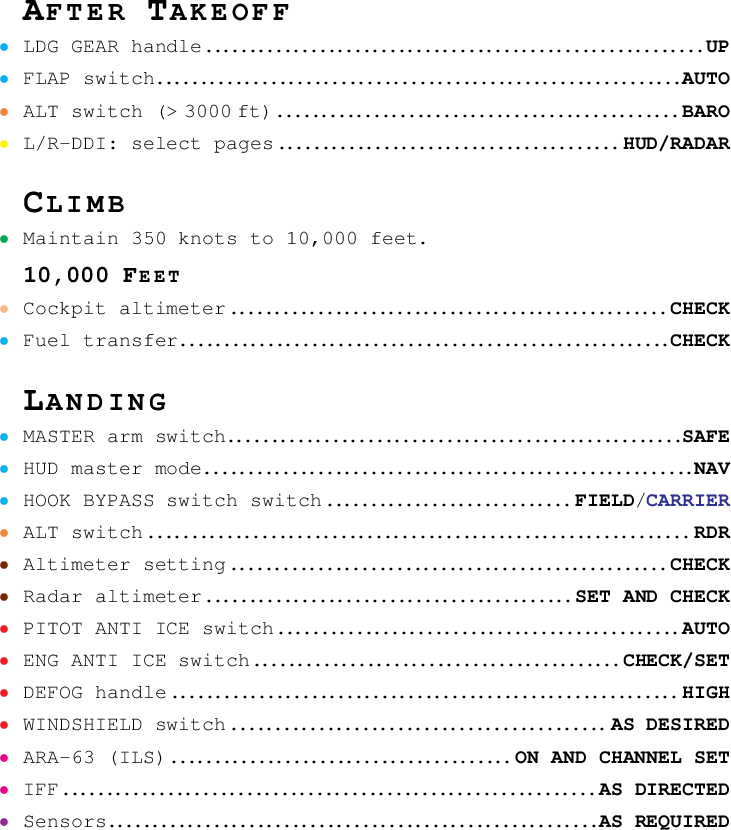 AFTER TAKEOFF
• LDG GEAR handle........................................................UP
• FLAP switch............................................................AUTO
• ALT switch (> 3000 ft)..............................................BARO
• L/R-DDI: select pages.......................................HUD/RADAR
CLIMB
• Maintain 350 knots to 10,000 feet.
10,000 FEET
• Cockpit altimeter..................................................CHECK
• Fuel transfer........................................................CHECK
LANDING
• MASTER arm switch....................................................SAFE
• HUD master mode........................................................NAV
• HOOK BYPASS switch switch............................FIELD/CARRIER
• ALT switch..............................................................RDR
• Altimeter setting..................................................CHECK
• Radar altimeter..........................................SET AND CHECK
• PITOT ANTI ICE switch..............................................AUTO
• ENG ANTI ICE switch..........................................CHECK/SET
• DEFOG handle..........................................................HIGH
• WINDSHIELD switch...........................................AS DESIRED
• ARA-63 (ILS).......................................ON AND CHANNEL SET
• IFF.............................................................AS DIRECTED
• Sensors........................................................AS REQUIRED